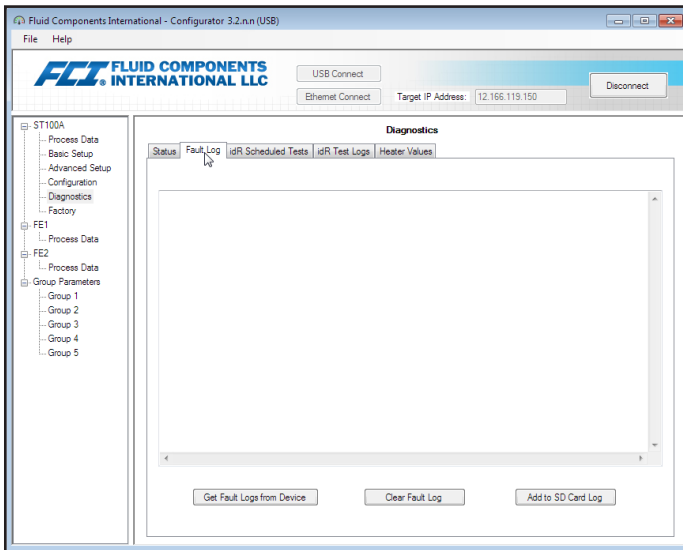 Fluid Components International - Configurator 3.2.n.n (USB)
File Help
FCI. FLUID COMPONENTS
® INTERNATIONAL LLC
USB Connect
Ethernet Connect
Target IP Address: 12.166.119.150
Disconnect
ST100A
Process Data
Basic Setup
Advanced Setup
Configuration
Diagnostics
Factory
FE1
Process Data
FE2
Process Data
Group Parameters
Group 1
Group 2
Group 3
Group 4
Group 5
Diagnostics
Status Fault Log idR Scheduled Tests idR Test Logs Heater Values
Get Fault Logs from Device Clear Fault Log Add to SD Card Log